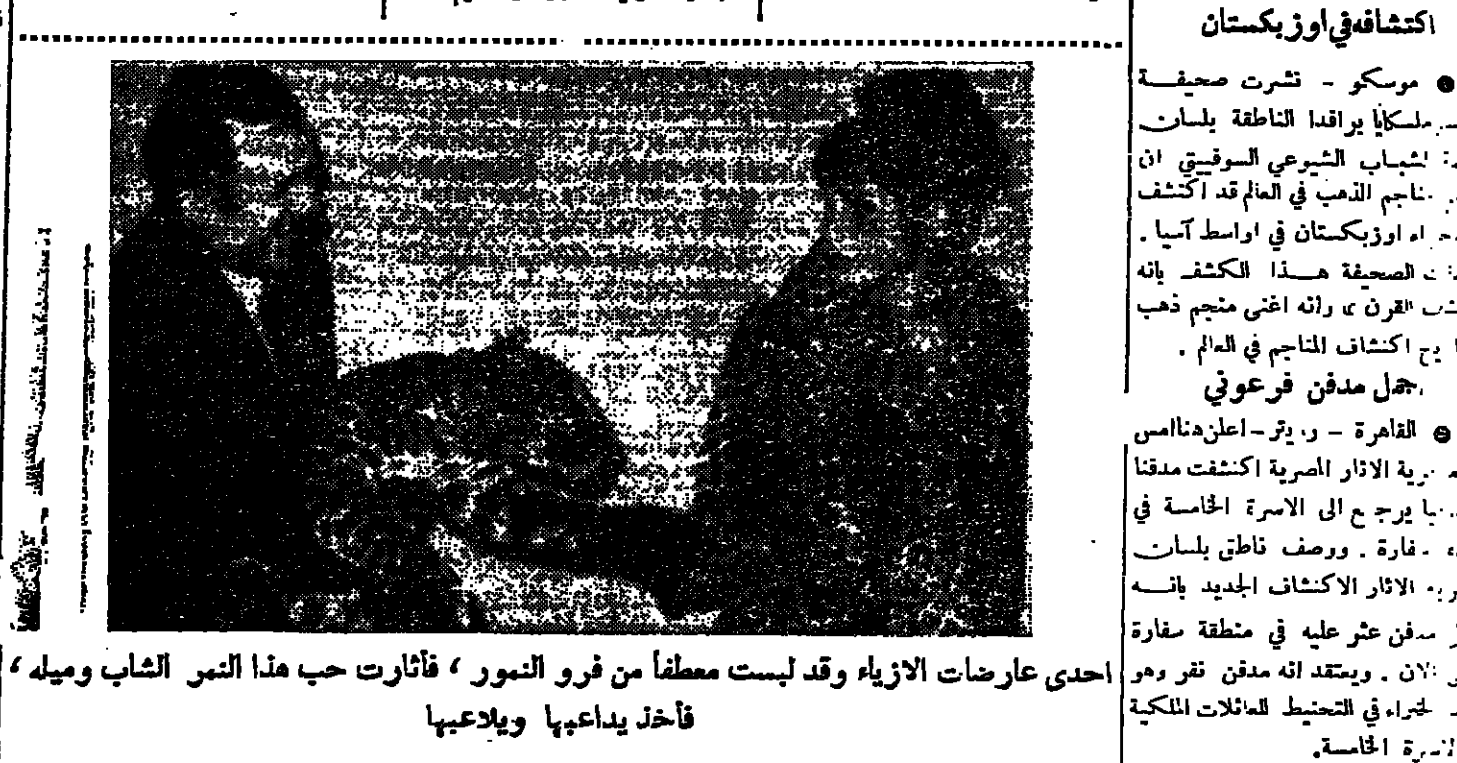 اكتشافه في اوزبكستان
موسكو - نشرت صحيفة
براقدا الناطقة بلسان
الشيوعي السوفييتي ان
الذهب في العالم قد اكتشف
اوزبكستان في اواسط آسيا .
الصحيفة هذا الكشف بانه
القرن » وانه اغنى منجم ذهب
اكتشاف المناجم في العالم .
مدفن فرعوني
القاهرة - رويتر - اعلن هنا امس
الاثار المصرية اكتشفت مدفنا
يرجع الى الاسرة الخامسة في
ووصف ناطق بلسان
الاثار الاكتشاف الجديد بانه
مدفن عثر عليه في منطقة سقارة
الان . ويعتقد انه مدفن نفر وهو
في التحنيط للعائلات الملكية
الخامسة.
احدى عارضات الازياء وقد لبست معطفاً من فرو النمور ، فأثارت حب هذا النمر الشاب وميله ،
فأخذ يداعبها ويلاعبها